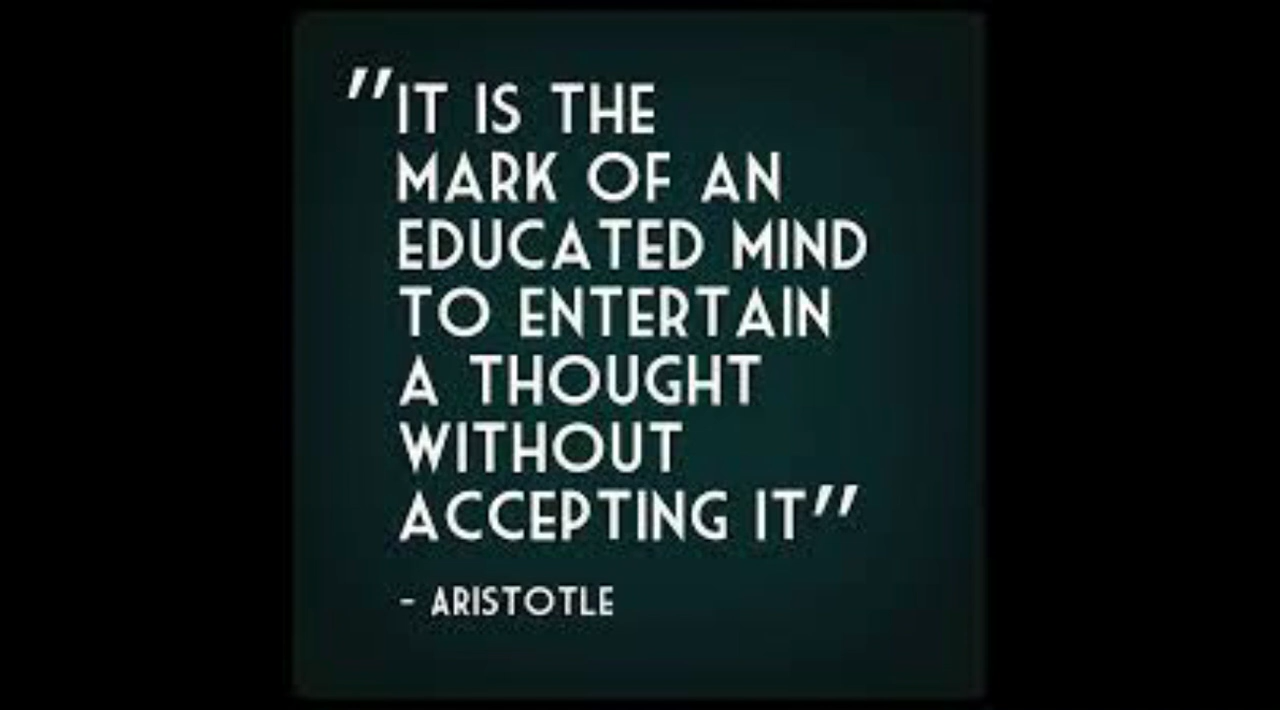 "IT IS THE
MARK OF AN
EDUCATED MIND
TO ENTERTAIN
A THOUGHT
WITHOUT
ACCEPTING IT"
- ARISTOTLE